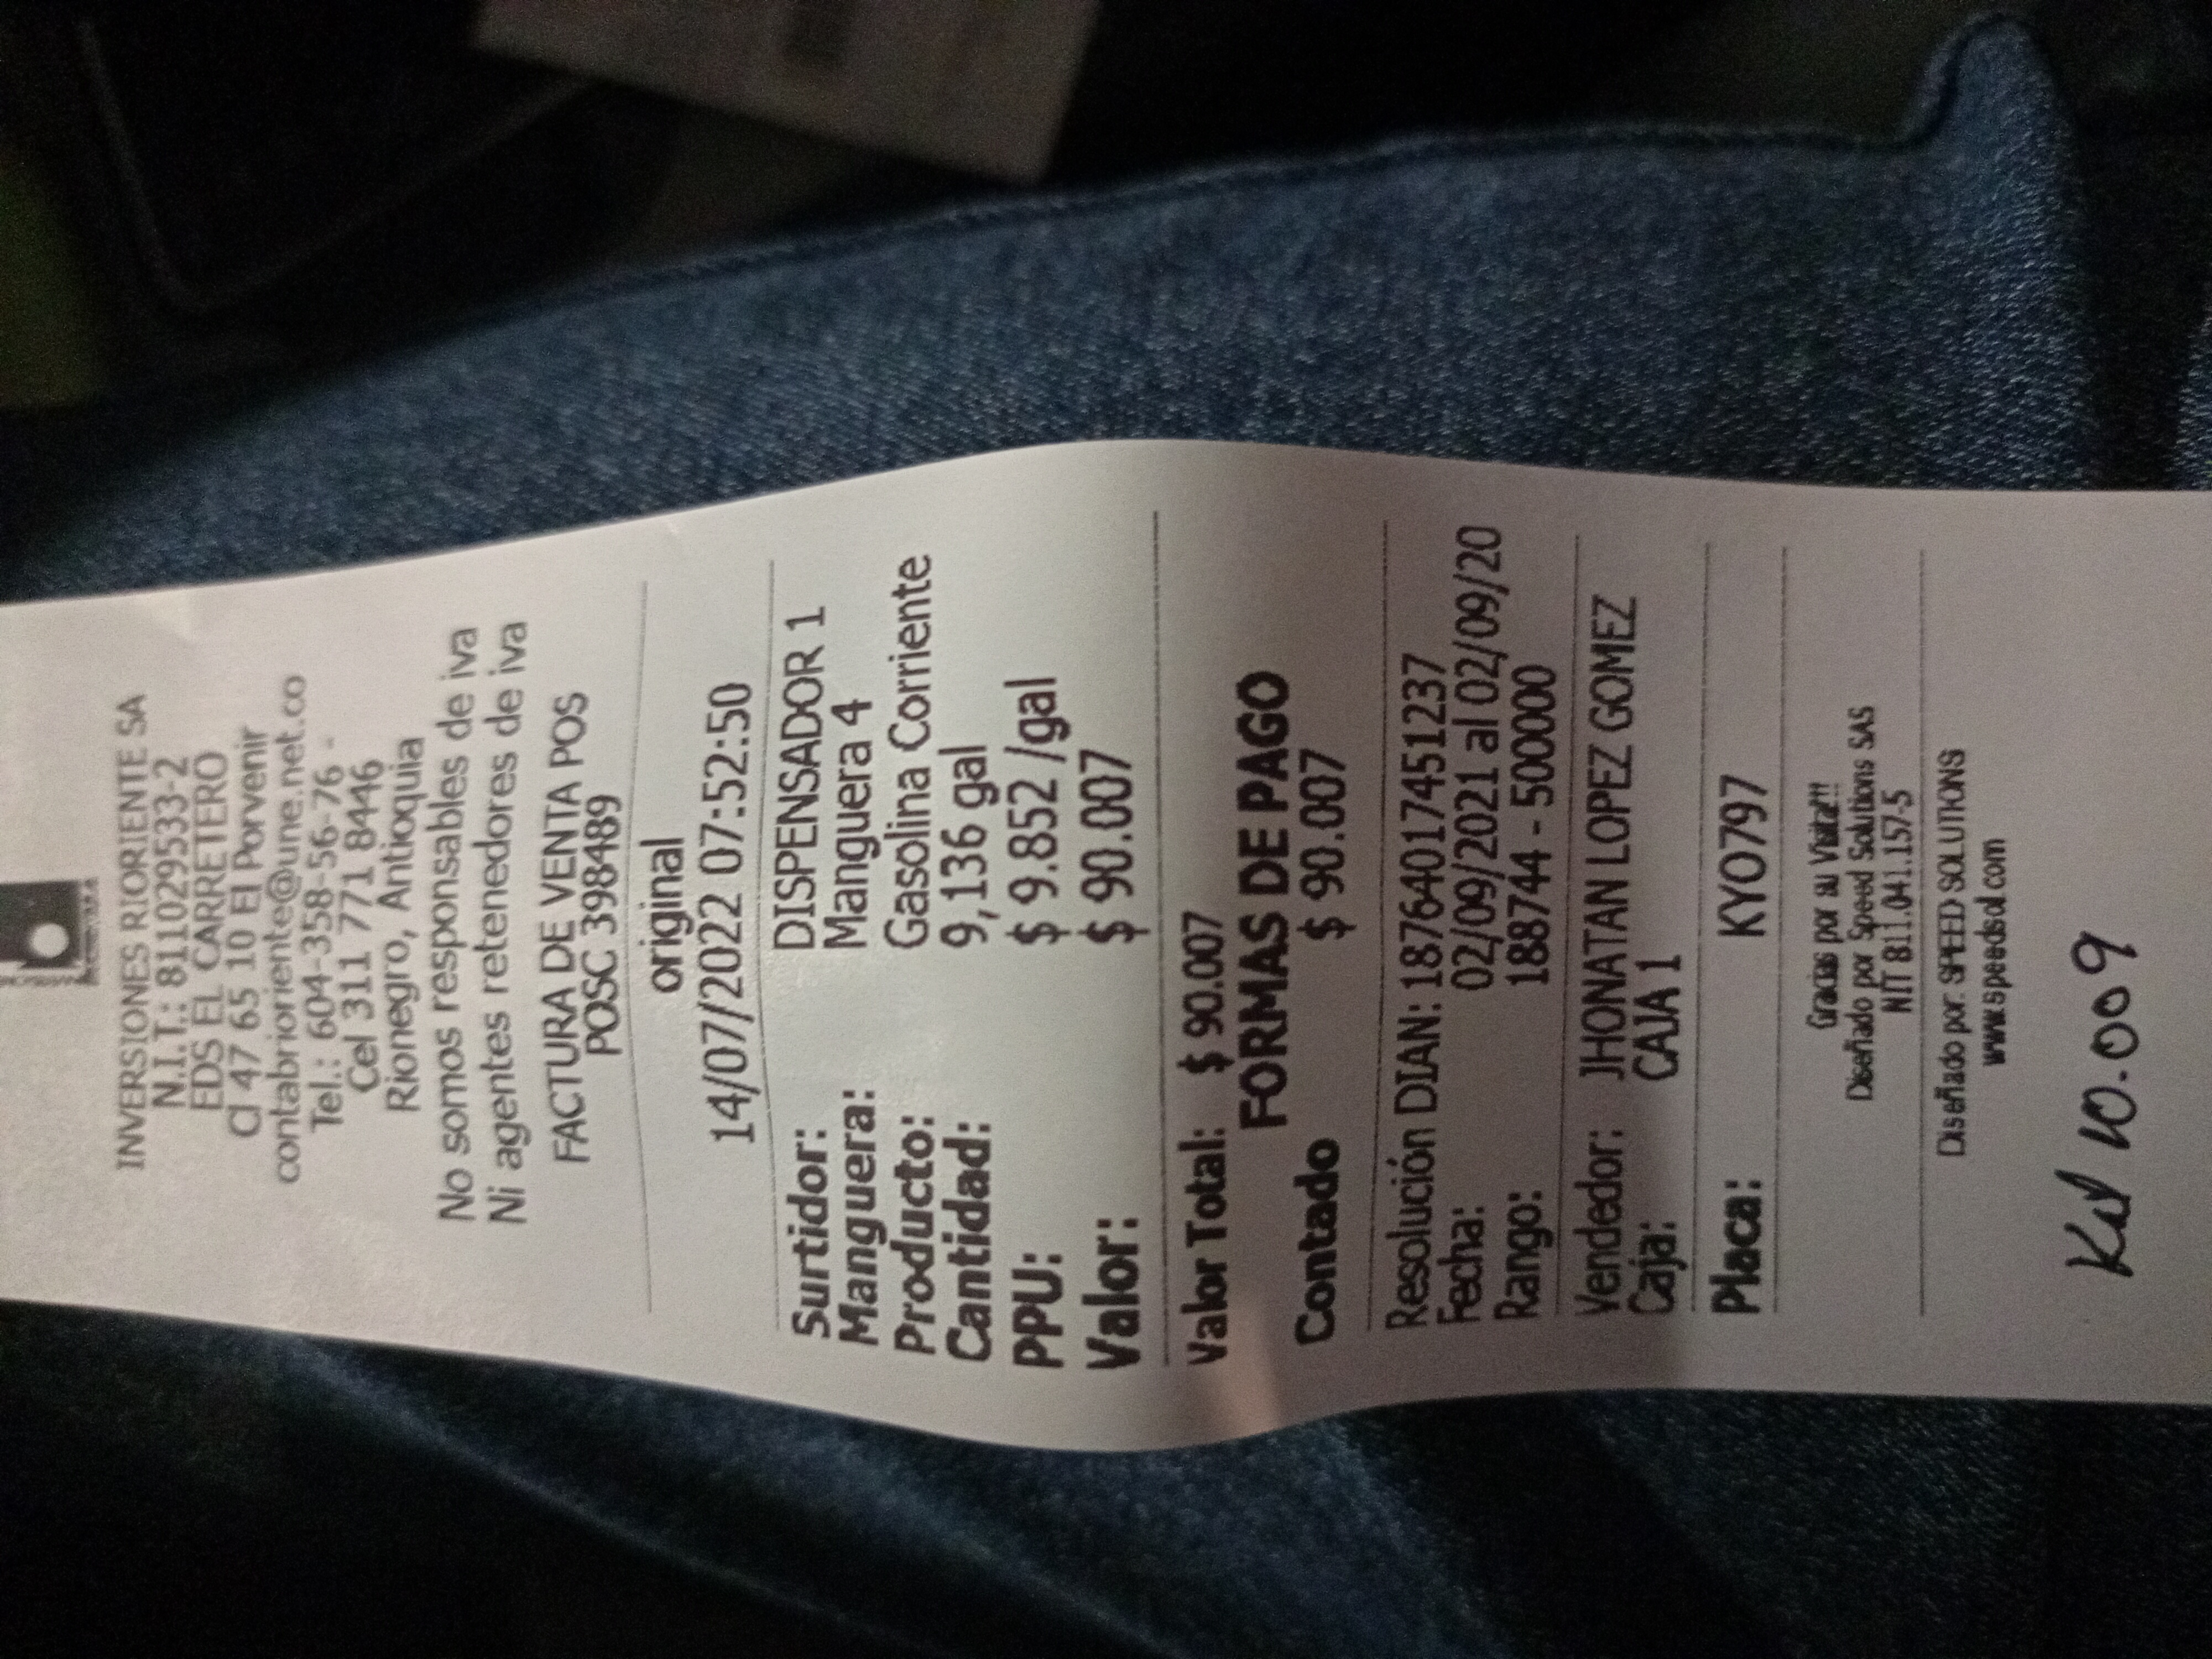 INVERSIONES RIORIENTE SA
N.I.T.: 811029533-2
EDS EL CARRETERO
Cl 47 65 10 El Porvenir
contabrioriente@une.net.co
Tel.: 604-358-56-76 -
Cel 311 771 8446
Rionegro, Antioquia
No somos responsables de iva
Ni agentes retenedores de iva
FACTURA DE VENTA POS
POSC 398489
original
14/07/2022 07:52:50
Surtidor: DISPENSADOR 1
Manguera: Manguera 4
Producto: Gasolina Corriente
Cantidad: 9,136 gal
PPU: $ 9.852 /gal
Valor: $ 90.007
Valor Total: $ 90.007
FORMAS DE PAGO
Contado $ 90.007
Resolución DIAN: 18764017451237
Fecha: 02/09/2021 al 02/09/20
Rango: 188744 - 500000
Vendedor: JHONATAN LOPEZ GOMEZ
Caja: CAJA 1
Placa: KYO797
Gracias por su Visita!!!
Diseñado por Speed Solutions SAS
NIT 811.041.157-5
Diseñado por: SPEED SOLUTIONS
www.speedsol.com
10.009